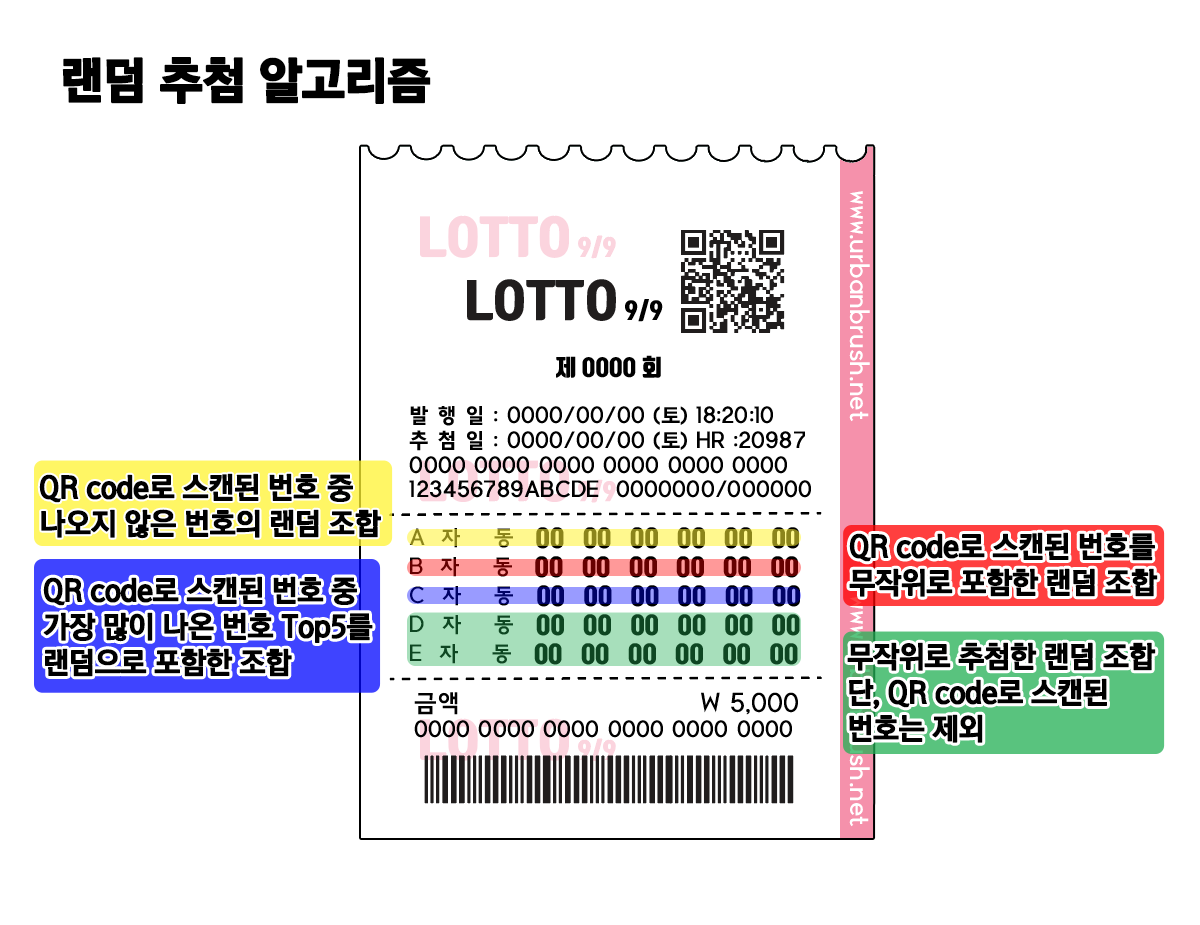 랜덤 추첨 알고리즘
LOTTO 9/9
LOTTO 9/9
제 0000 회
발 행 일 : 0000/00/00 (토) 18:20:10
추 첨 일 : 0000/00/00 (토) HR :20987
0000 0000 0000 0000 0000 0000
LOTTO 9/9
123456789ABCDE 0000000/000000
A 자 동 00 00 00 00 00 00
B 자 동 00 00 00 00 00 00
C 자 동 00 00 00 00 00 00
D 자 동 00 00 00 00 00 00
E 자 동 00 00 00 00 00 00
금액 ₩ 5,000
0000 0000 0000 0000 0000 0000
LOTTO 9/9
www.urbanbrush.net
QR code로 스캔된 번호 중
나오지 않은 번호의 랜덤 조합
QR code로 스캔된 번호 중
가장 많이 나온 번호 Top5를
랜덤으로 포함한 조합
QR code로 스캔된 번호를
무작위로 포함한 랜덤 조합
무작위로 추첨한 랜덤 조합
단, QR code로 스캔된
번호는 제외